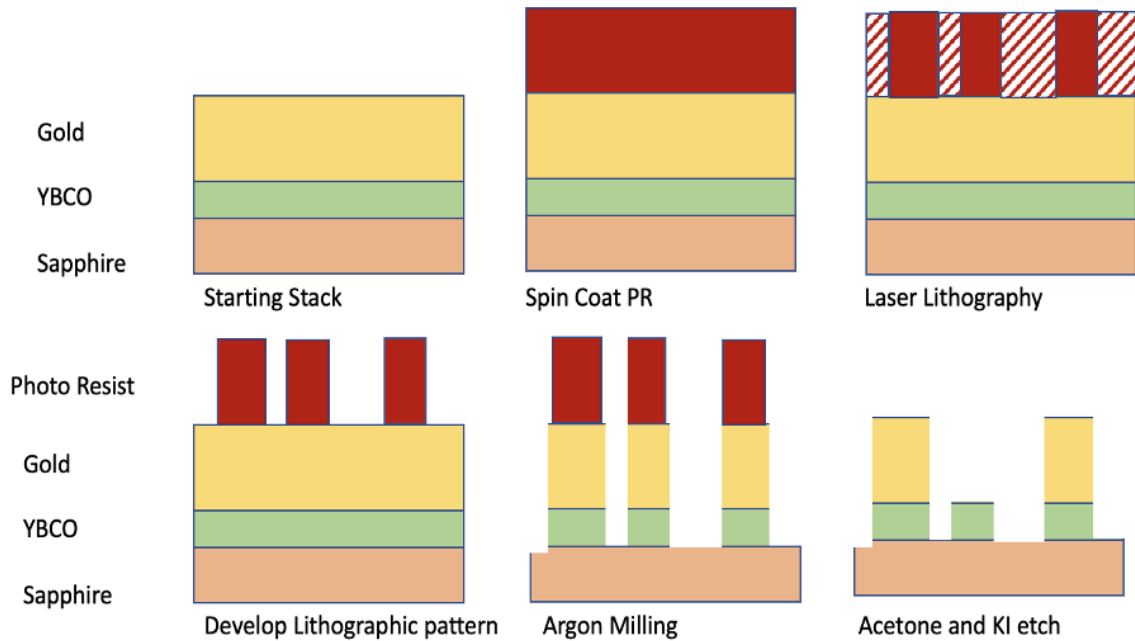 Gold
YBCO
Sapphire
Starting Stack
Spin Coat PR
Laser Lithography
Photo Resist
Gold
YBCO
Sapphire
Develop Lithographic pattern
Argon Milling
Acetone and KI etch